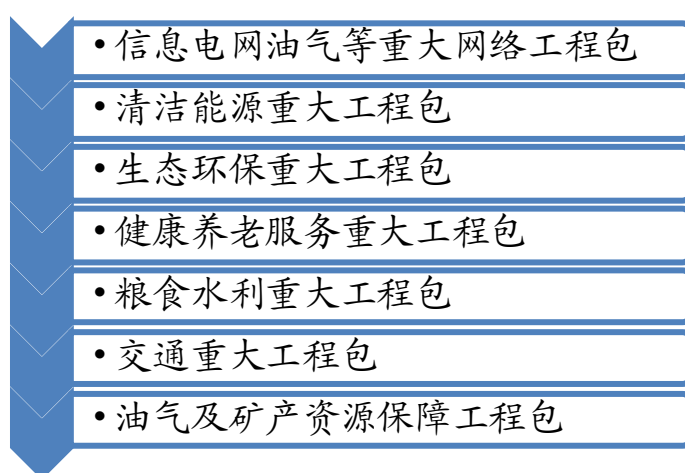 •信息电网油气等重大网络工程包
•清洁能源重大工程包
•生态环保重大工程包
•健康养老服务重大工程包
•粮食水利重大工程包
•交通重大工程包
•油气及矿产资源保障工程包